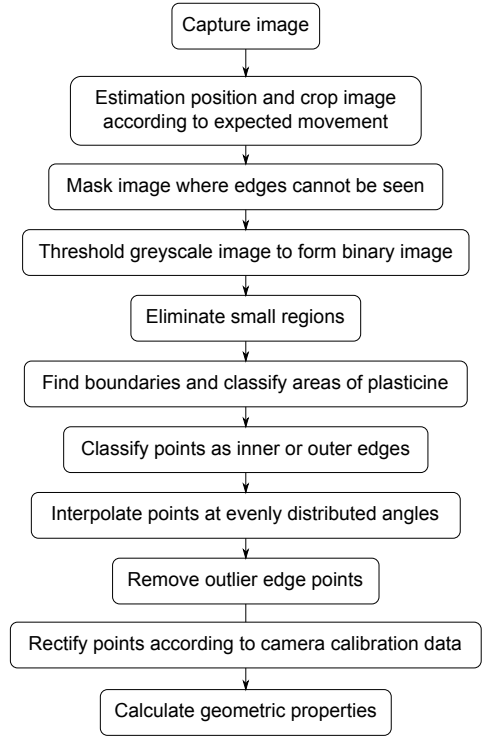 Capture image
Estimation position and crop image
according to expected movement
Mask image where edges cannot be seen
Threshold greyscale image to form binary image
Eliminate small regions
Find boundaries and classify areas of plasticine
Classify points as inner or outer edges
Interpolate points at evenly distributed angles
Remove outlier edge points
Rectify points according to camera calibration data
Calculate geometric properties